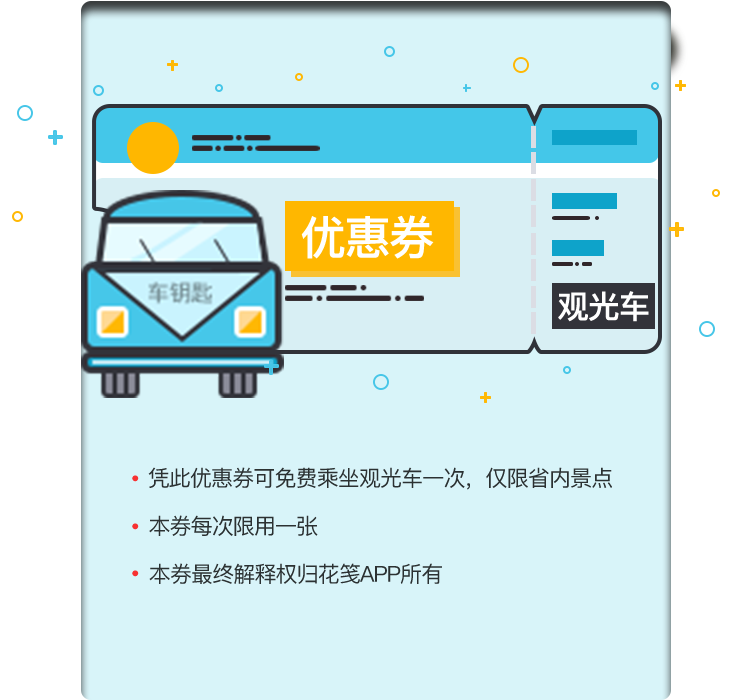 优惠券
车钥匙
观光车
凭此优惠券可免费乘坐观光车一次，仅限省内景点
本券每次限用一张
本券最终解释权归花笺APP所有